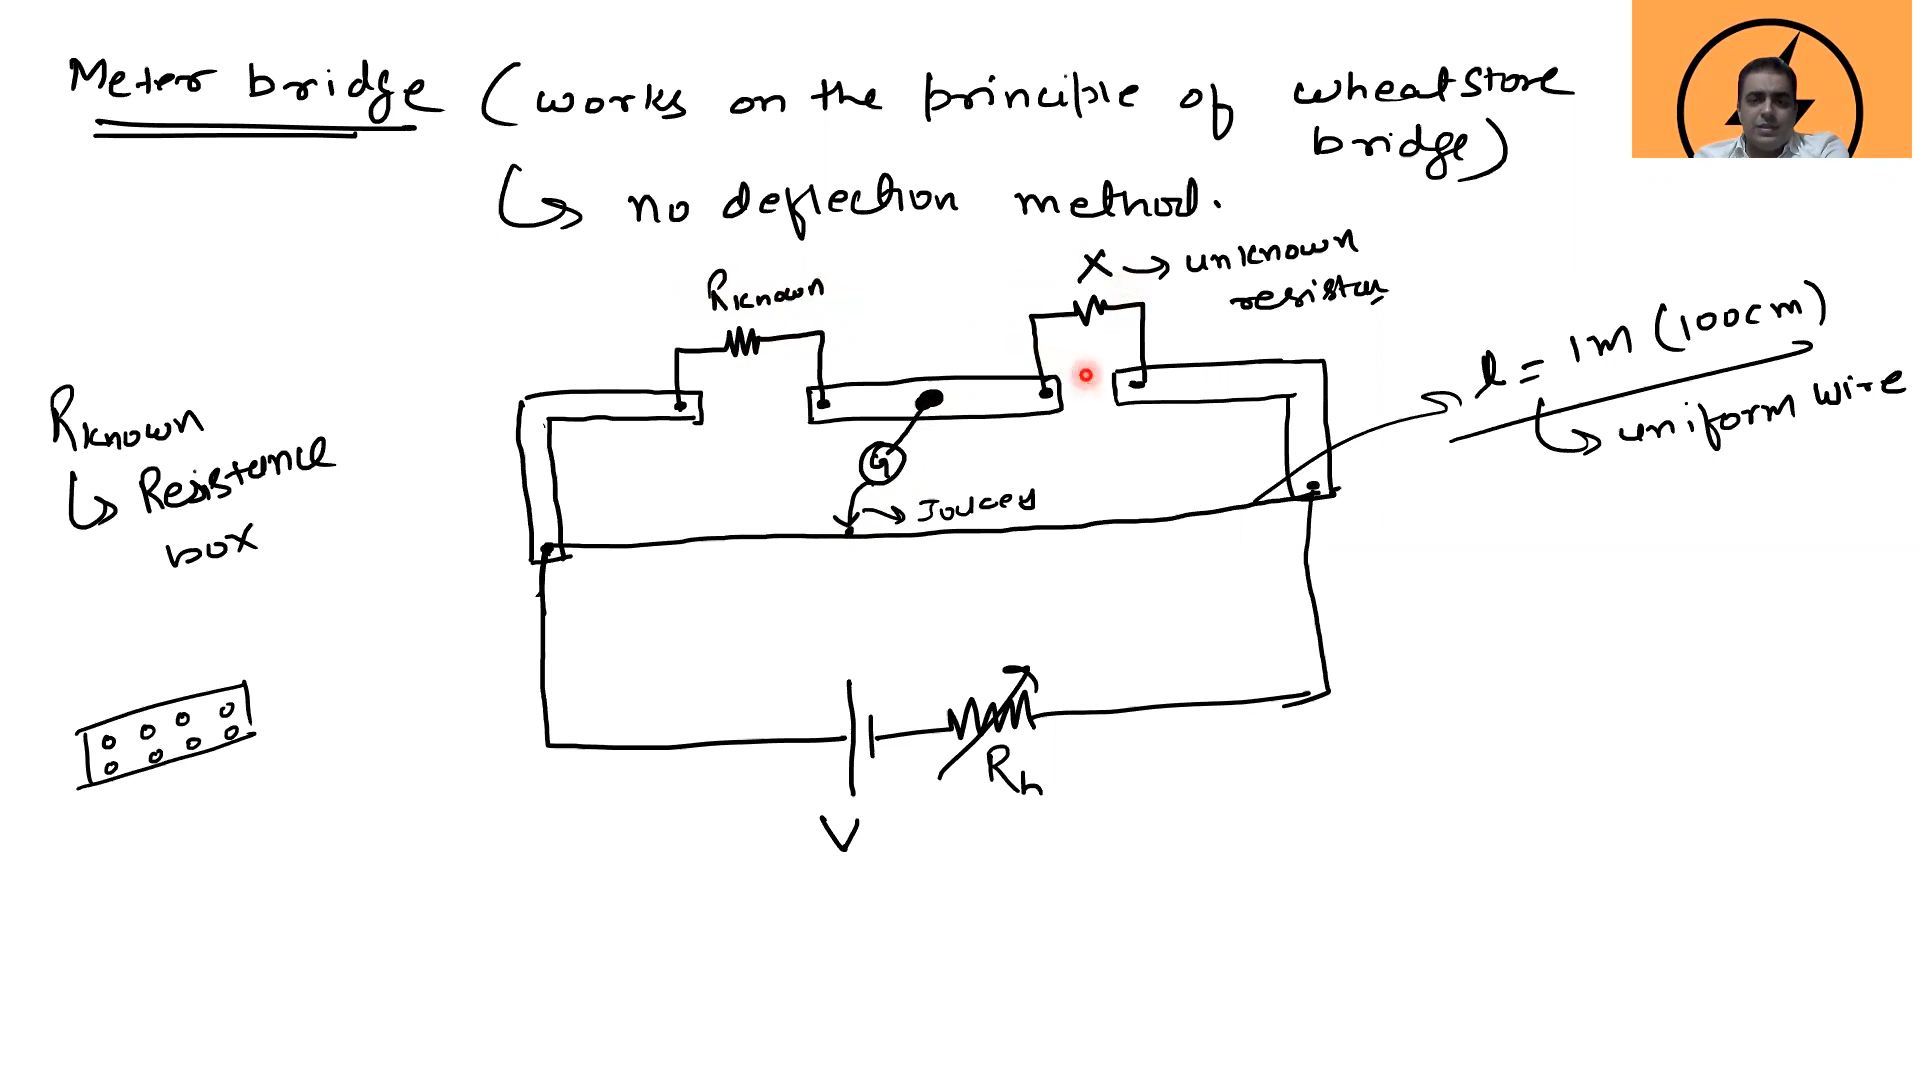 Meter bridge (works on the principle of wheatstone
bridge)
↳ no deflection method.
X → unknown
resistance
Rknown
l = 1m (100cm)
↳ uniform wire
Rknown
↳ Resistance
box
G
→ Jockey
Rh
V